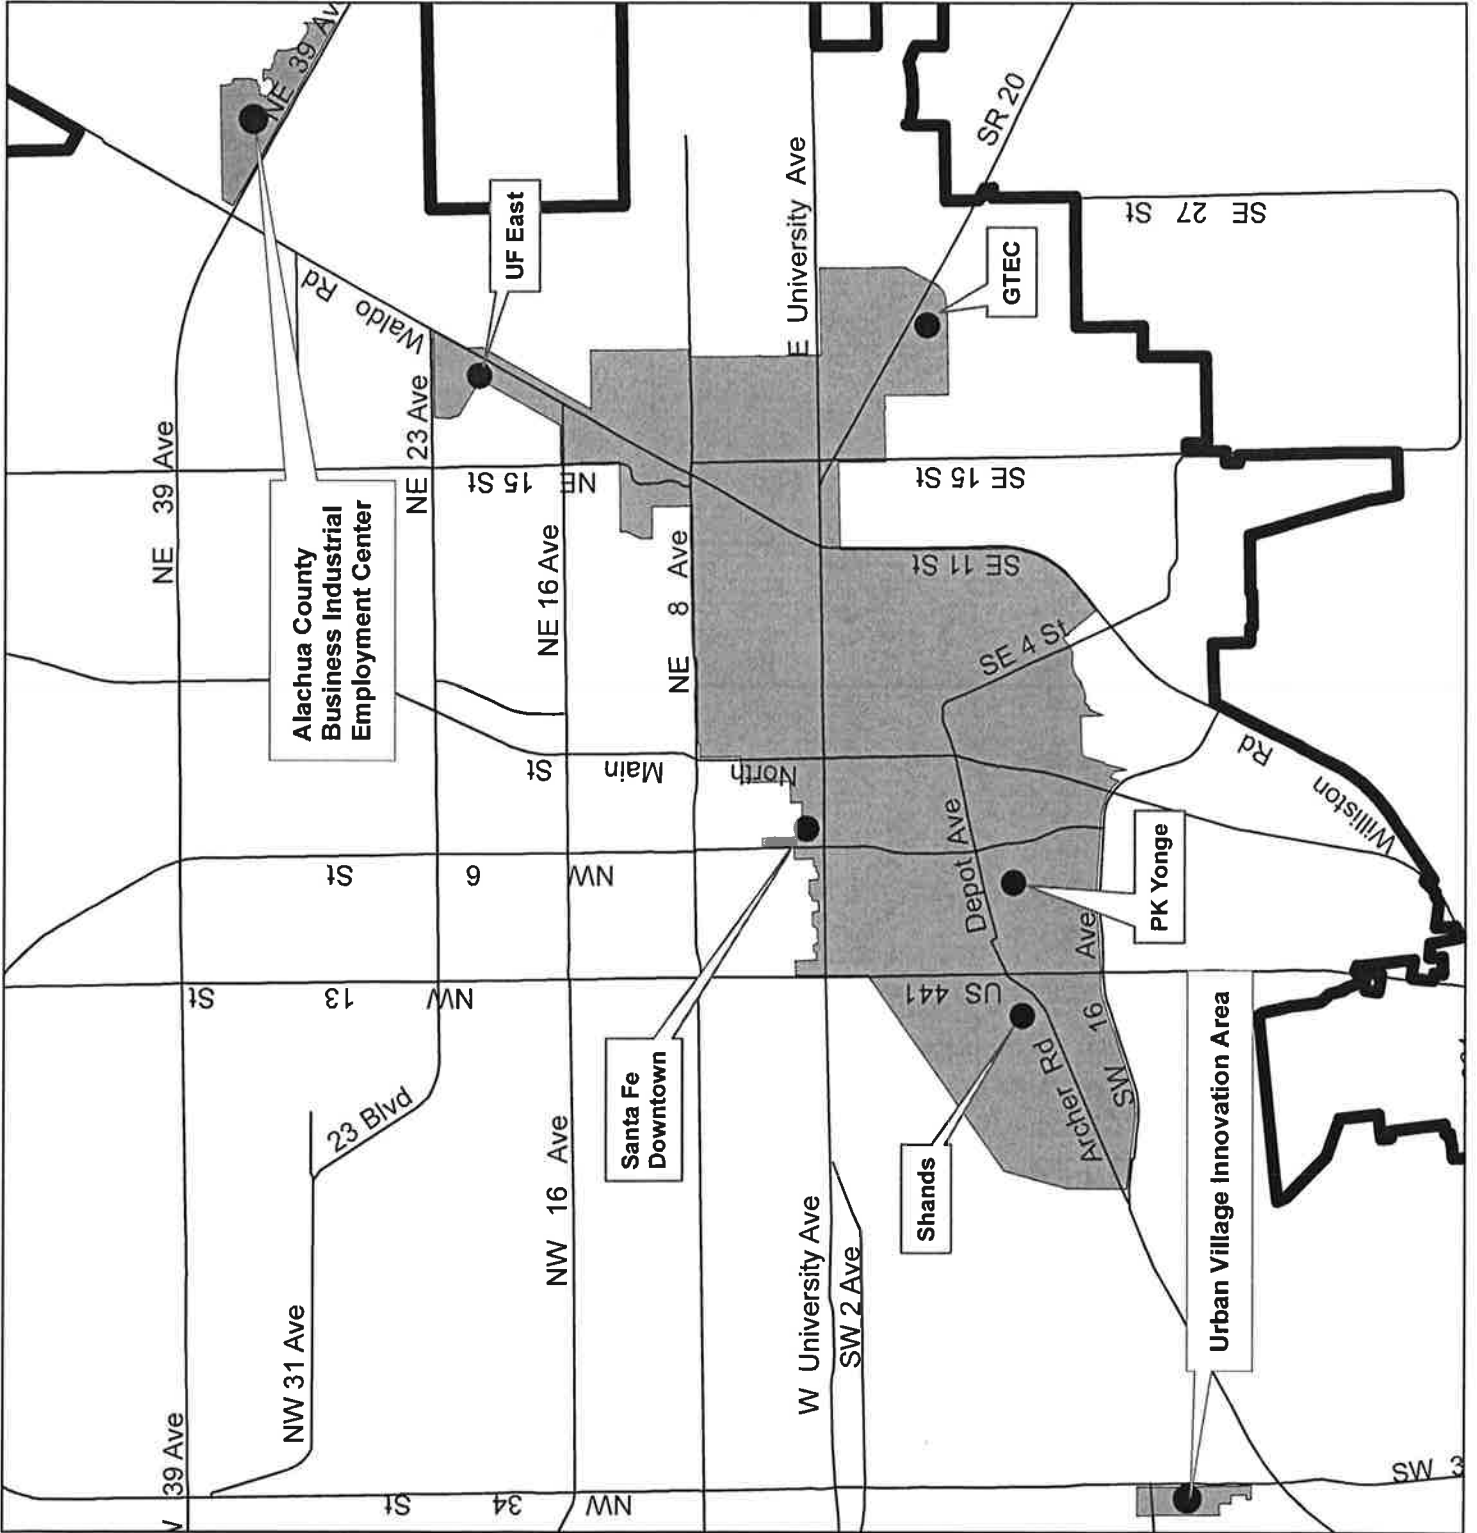 NE 39 Av
NE 39 Ave
Alachua County
Business Industrial
Employment Center
Waldo Rd
UF East
NE 23 Ave
NE 15 St
NE 16 Ave
NE 8 Ave
E University Ave
SR 20
GTEC
SE 27 St
SE 15 St
SE 11 St
SE 4 St
North Main St
NW 6 St
NW 13 St
US 441
Depot Ave
PK Yonge
Williston Rd
SW 16 Ave
Archer Rd
Shands
Santa Fe
Downtown
23 Blvd
NW 31 Ave
NW 16 Ave
W University Ave
SW 2 Ave
39 Ave
NW 34 St
Urban Village Innovation Area
SW 3